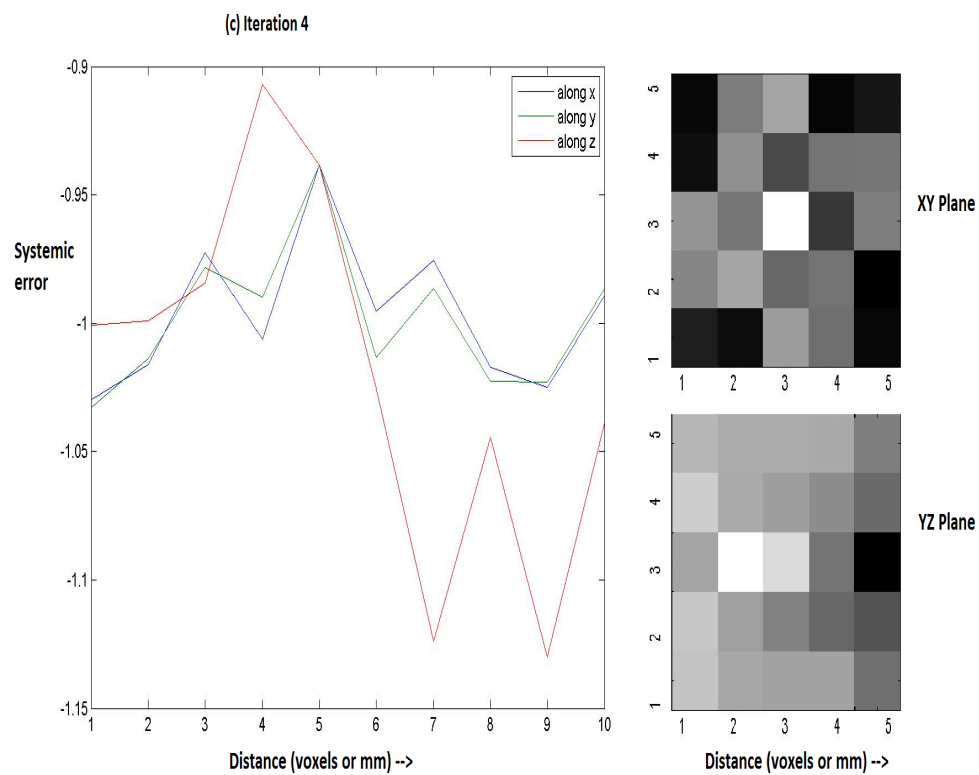 (c) Iteration 4
Systemic
error
-0.9
-0.95
-1
-1.05
-1.1
-1.15
1 2 3 4 5 6 7 8 9 10
Distance (voxels or mm) -->
along x
along y
along z
5
4
3
2
1
1 2 3 4 5
XY Plane
5
4
3
2
1
1 2 3 4 5
YZ Plane
Distance (voxels or mm) -->